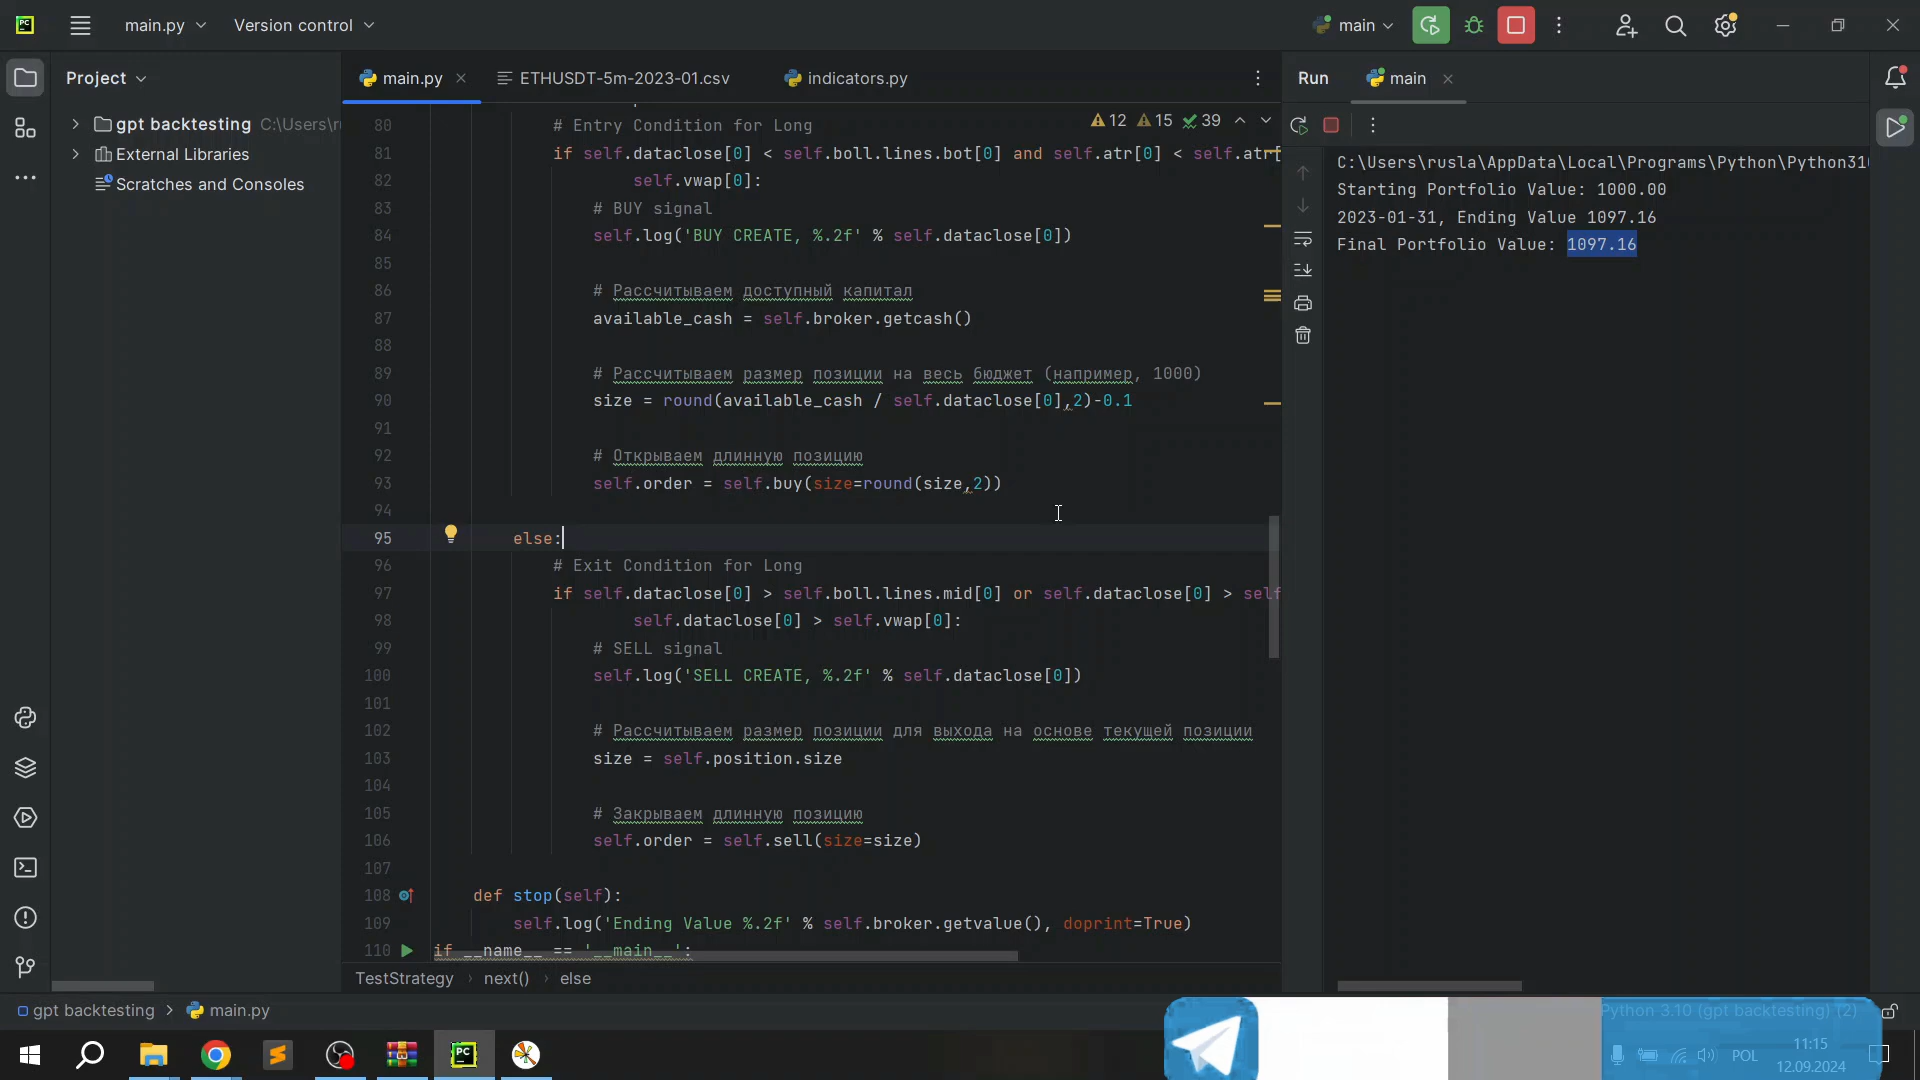 main.py
Version control
main
Project
main.py
ETHUSDT-5m-2023-01.csv
indicators.py
Run
main
gpt backtesting C:\Users\r
External Libraries
Scratches and Consoles
12 15 39
80 # Entry Condition for Long
81 if self.dataclose[0] < self.boll.lines.bot[0] and self.atr[0] < self.atr[
82 self.vwap[0]:
83 # BUY signal
84 self.log('BUY CREATE, %.2f' % self.dataclose[0])
85
86 # Рассчитываем доступный капитал
87 available_cash = self.broker.getcash()
88
89 # Рассчитываем размер позиции на весь бюджет (например, 1000)
90 size = round(available_cash / self.dataclose[0],2)-0.1
91
92 # Открываем длинную позицию
93 self.order = self.buy(size=round(size,2))
94
95 else:
96 # Exit Condition for Long
97 if self.dataclose[0] > self.boll.lines.mid[0] or self.dataclose[0] > self
98 self.dataclose[0] > self.vwap[0]:
99 # SELL signal
100 self.log('SELL CREATE, %.2f' % self.dataclose[0])
101
102 # Рассчитываем размер позиции для выхода на основе текущей позиции
103 size = self.position.size
104
105 # Закрываем длинную позицию
106 self.order = self.sell(size=size)
107
108 def stop(self):
109 self.log('Ending Value %.2f' % self.broker.getvalue(), doprint=True)
110 if __name__ == '__main__':
TestStrategy › next() › else
C:\Users\rusla\AppData\Local\Programs\Python\Python310
Starting Portfolio Value: 1000.00
2023-01-31, Ending Value 1097.16
Final Portfolio Value: 1097.16
gpt backtesting > main.py
Python 3.10 (gpt backtesting) (2)
POL
11:15
12.09.2024